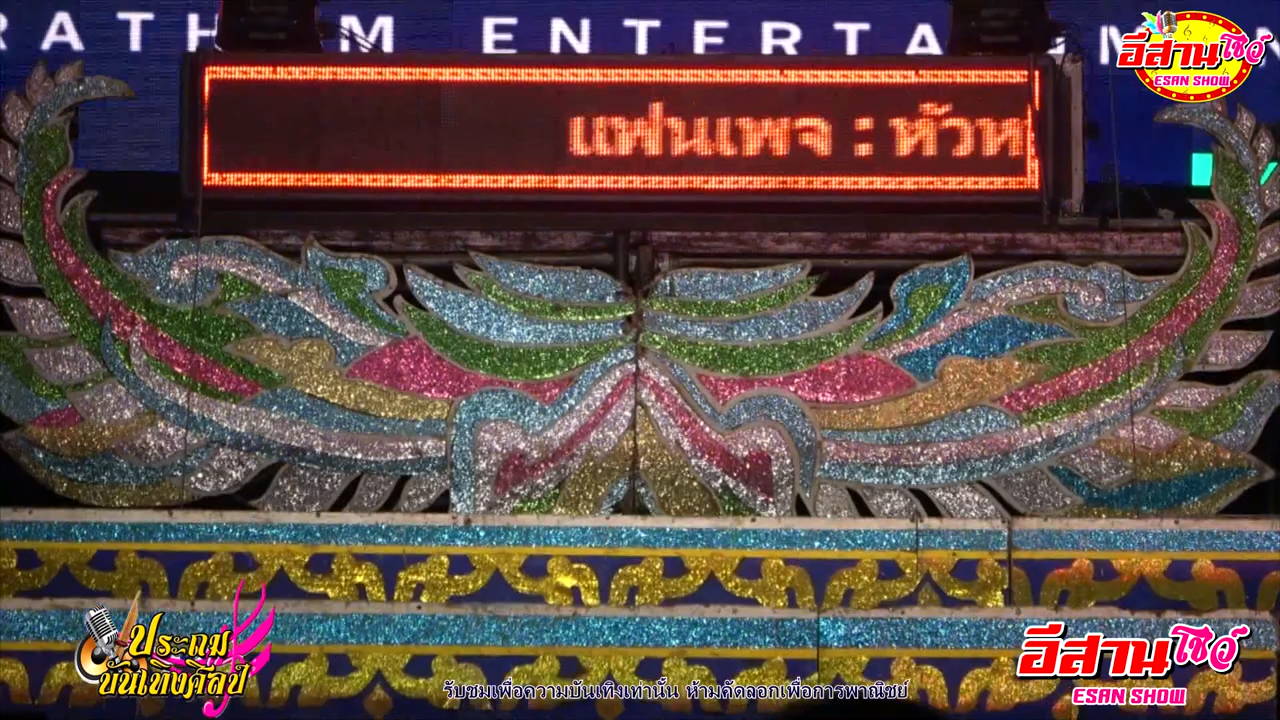 RATH M ENTERTA
อีสานโชว์
ESAN SHOW
แฟนเพจ : หัวห
ประถม
บันเทิงศิลป์
รับชมเพื่อความบันเทิงเท่านั้น ห้ามคัดลอกเพื่อการพาณิชย์
อีสานโชว์
ESAN SHOW